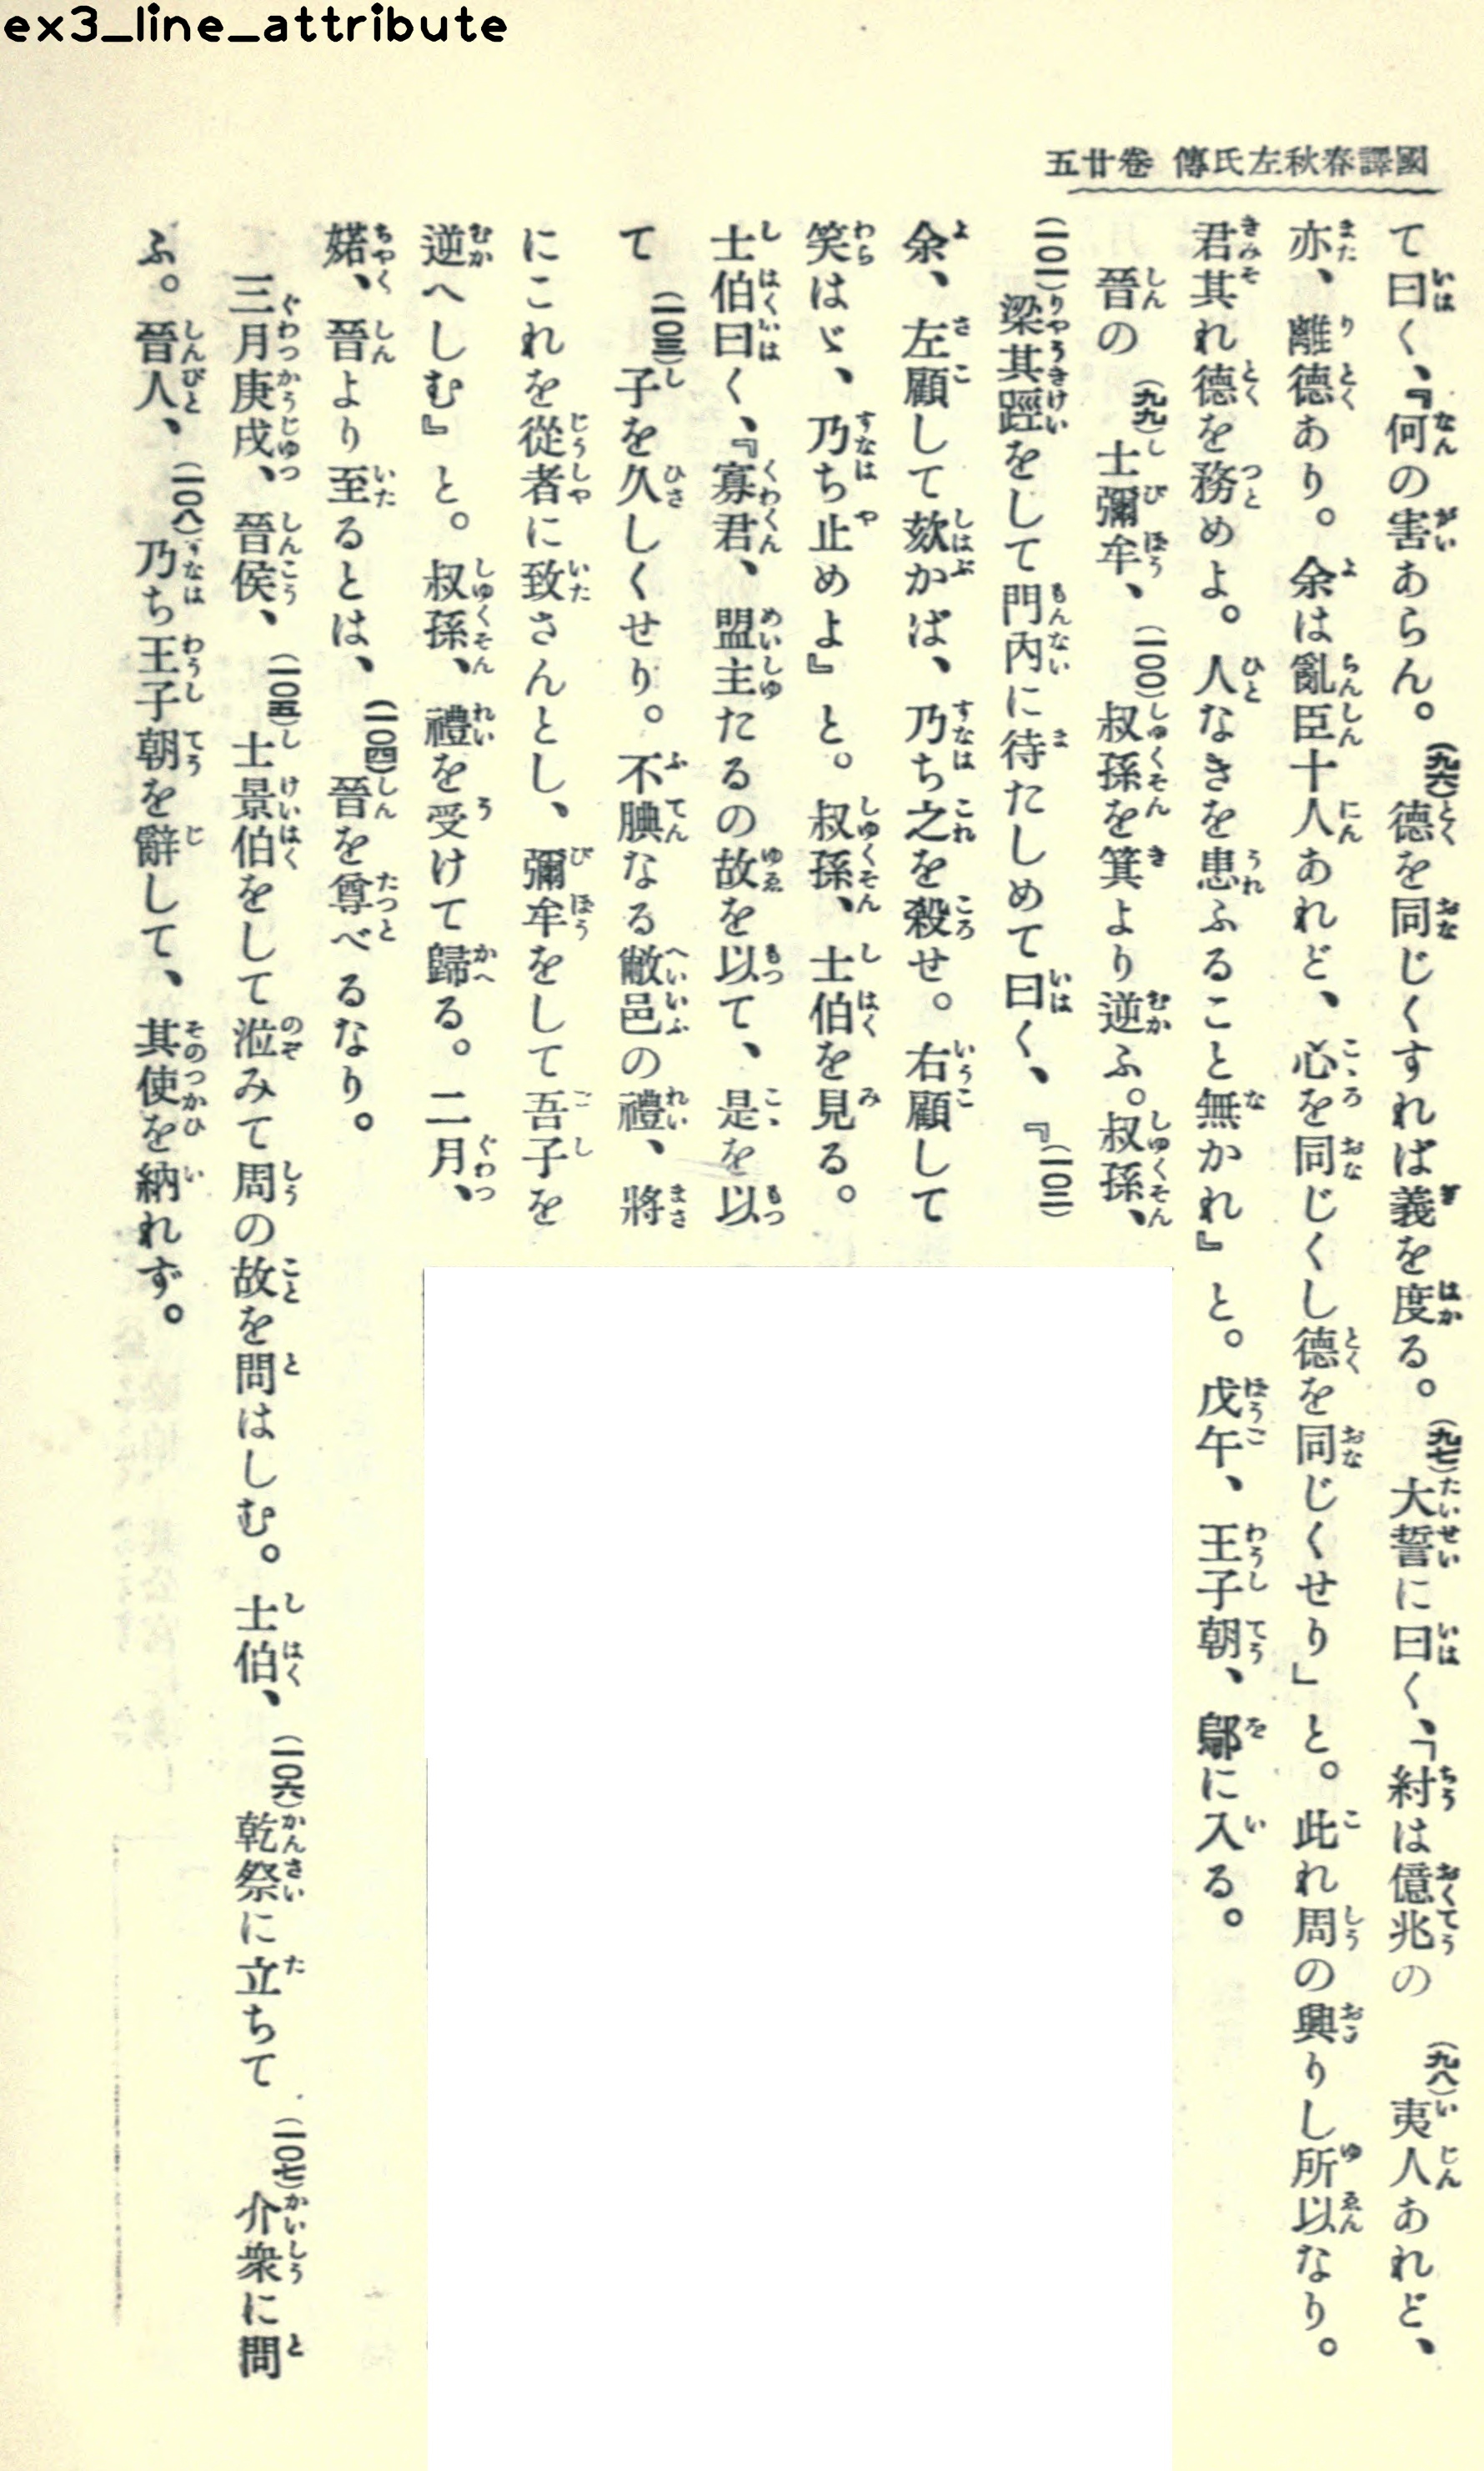 ex3_line_attribute
國譯春秋左氏傳 卷廿五
て曰く、『何の害あらん。(九六)德を同じくすれば義を度る。(九七)大誓に曰く、「紂は億兆の(九八)夷人あれど、
亦、離德あり。余は亂臣十人あれど、心を同じくし德を同じくせり」と。此れ周の興りし所以なり。
君其れ德を務めよ。人なきを患ふること無かれ』と。戊午、王子朝、鄔に入る。
晉の(九九)士彌牟、(一〇〇)叔孫を箕より逆ふ。叔孫、
(一〇一)梁其踁をして門內に待たしめて曰く、『(一〇二)
余、左顧して欬かば、乃ち之を殺せ。右顧して
笑はゞ、乃ち止めよ』と。叔孫、士伯を見る。
士伯曰く、『寡君、盟主たるの故を以て、是を以
て(一〇三)子を久しくせり。不腆なる敝邑の禮、將
にこれを從者に致さんとし、彌牟をして吾子を
逆へしむ』と。叔孫、禮を受けて歸る。二月、
婼、晉より至るとは、(一〇四)晉を尊べるなり。
三月庚戌、晉侯、(一〇五)士景伯をして涖みて周の故を問はしむ。士伯、(一〇六)乾祭に立ちて(一〇七)介衆に問
ふ。晉人、(一〇八)乃ち王子朝を辭して、其使を納れず。